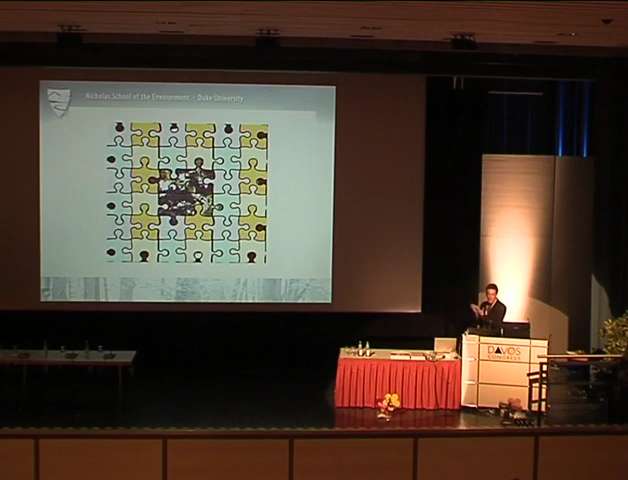 Nicholas School of the Environment – Duke University
DAVOS
CONGRESS